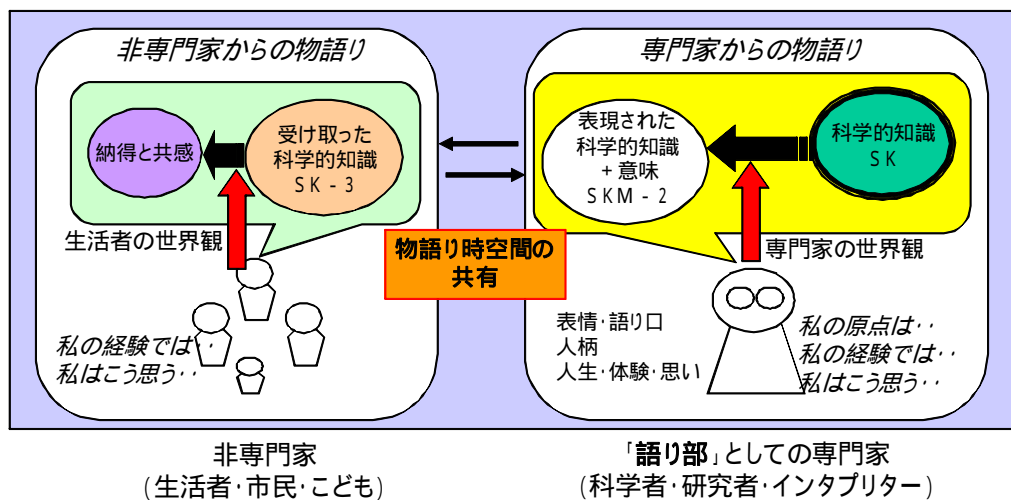 非専門家からの物語り
納得と共感
受け取った
科学的知識
SK-3
生活者の世界観
私の経験では‥
私はこう思う‥
物語り時空間の
共有
専門家からの物語り
表現された
科学的知識
+意味
SKM-2
科学的知識
SK
専門家の世界観
表情・語り口
人柄
人生・体験・思い
私の原点は‥
私の経験では‥
私はこう思う‥
非専門家
(生活者・市民・こども)
「語り部」としての専門家
(科学者・研究者・インタプリター)